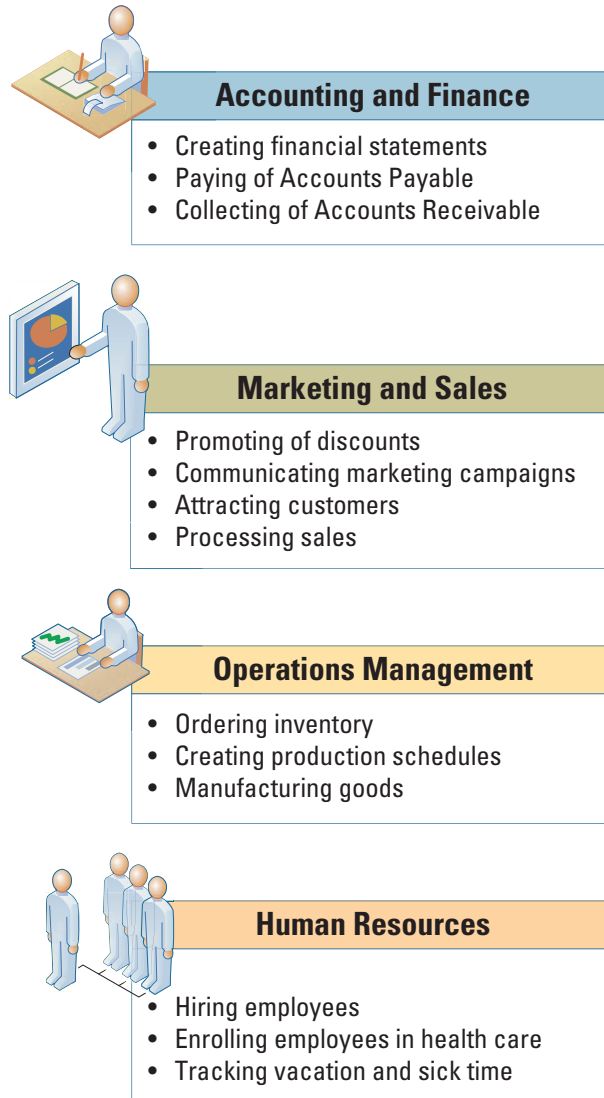 Accounting and Finance
• Creating financial statements
• Paying of Accounts Payable
• Collecting of Accounts Receivable
Marketing and Sales
• Promoting of discounts
• Communicating marketing campaigns
• Attracting customers
• Processing sales
Operations Management
• Ordering inventory
• Creating production schedules
• Manufacturing goods
Human Resources
• Hiring employees
• Enrolling employees in health care
• Tracking vacation and sick time